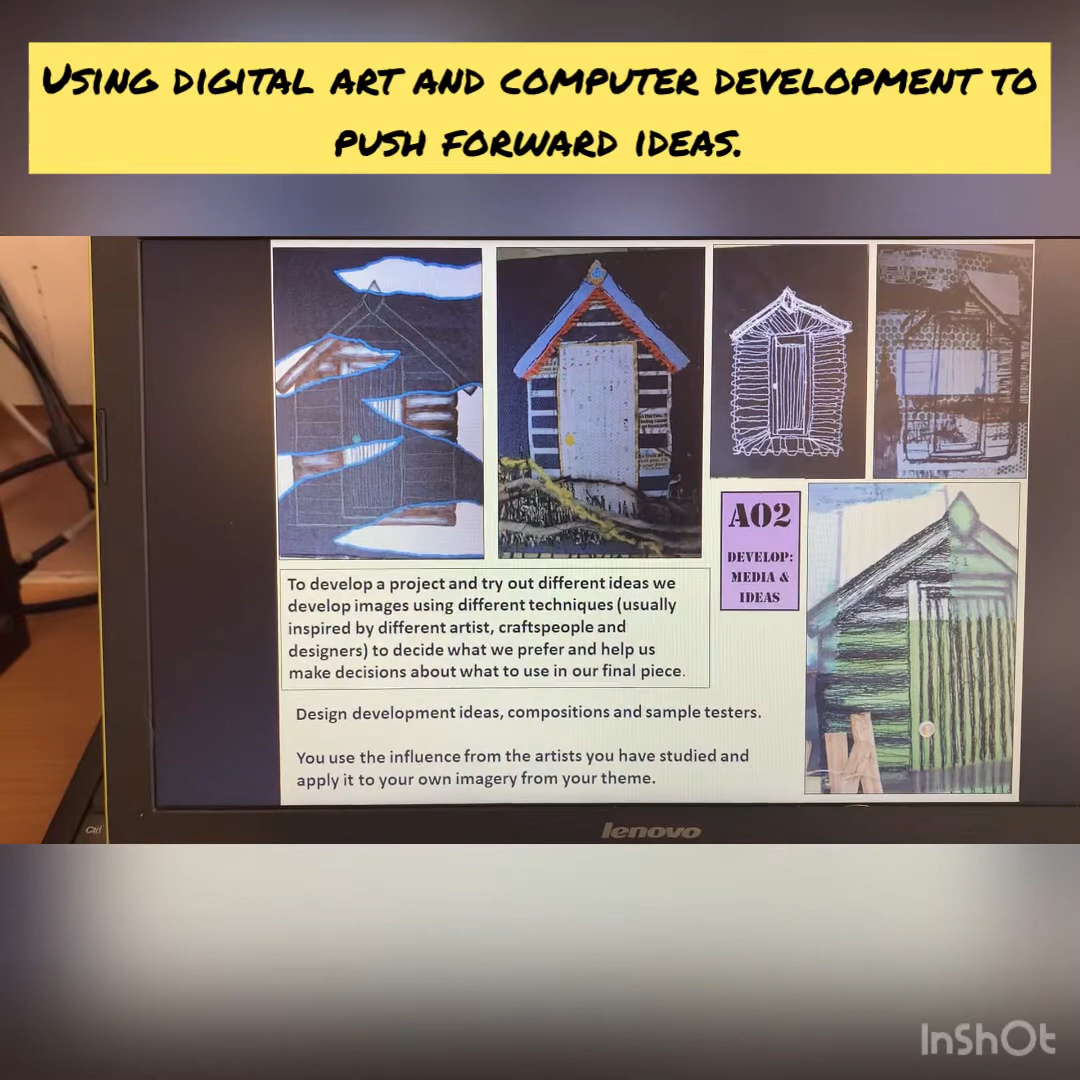 USING DIGITAL ART AND COMPUTER DEVELOPMENT TO
PUSH FORWARD IDEAS.
AO2
DEVELOP:
MEDIA &
IDEAS
To develop a project and try out different ideas we
develop images using different techniques (usually
inspired by different artist, craftspeople and
designers) to decide what we prefer and help us
make decisions about what to use in our final piece.
Design development ideas, compositions and sample testers.
You use the influence from the artists you have studied and
apply it to your own imagery from your theme.
31
Ctrl
lenovo
InShOt